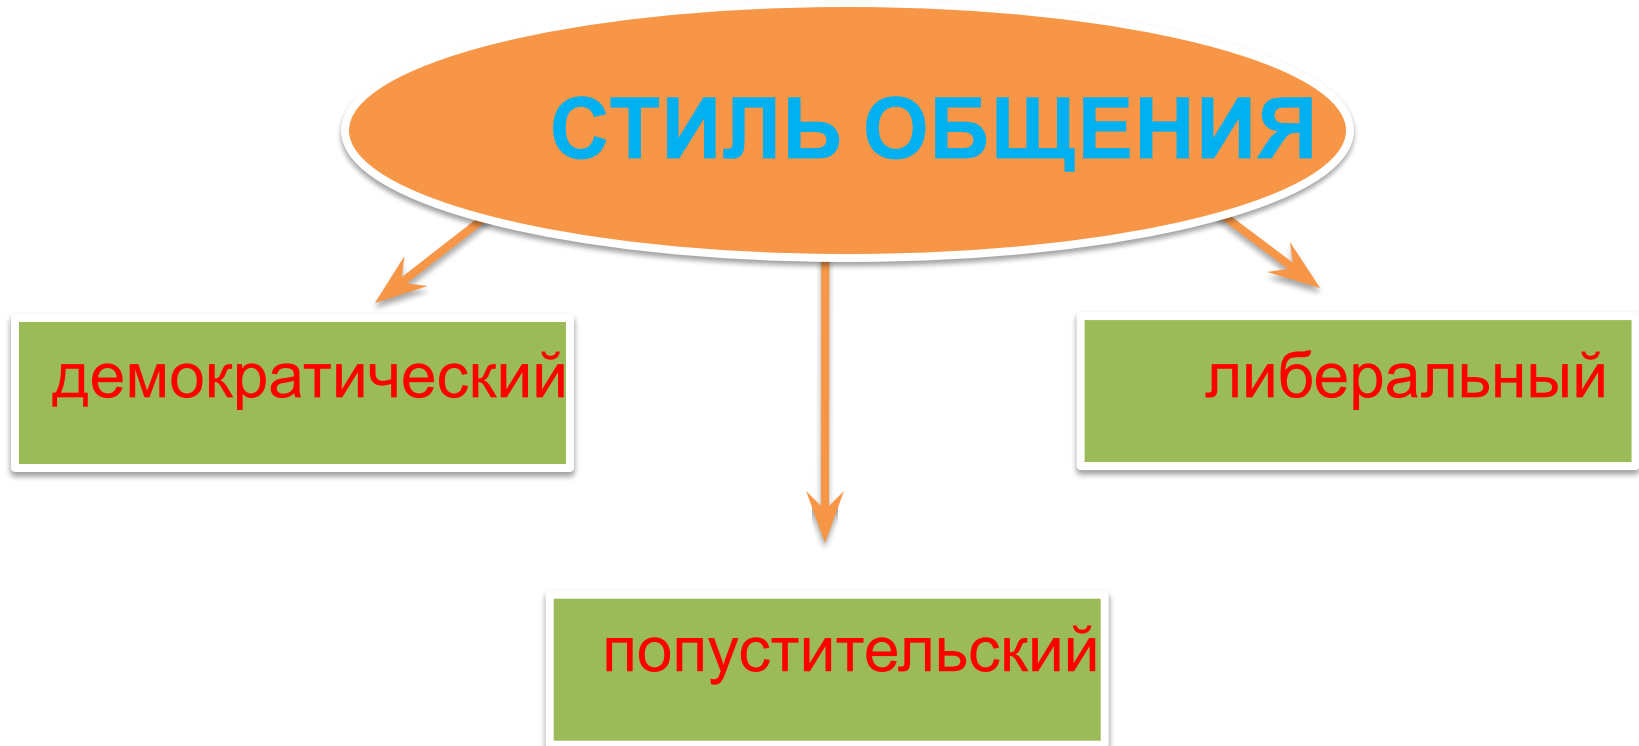 СТИЛЬ ОБЩЕНИЯ
демократический
либеральный
попустительский